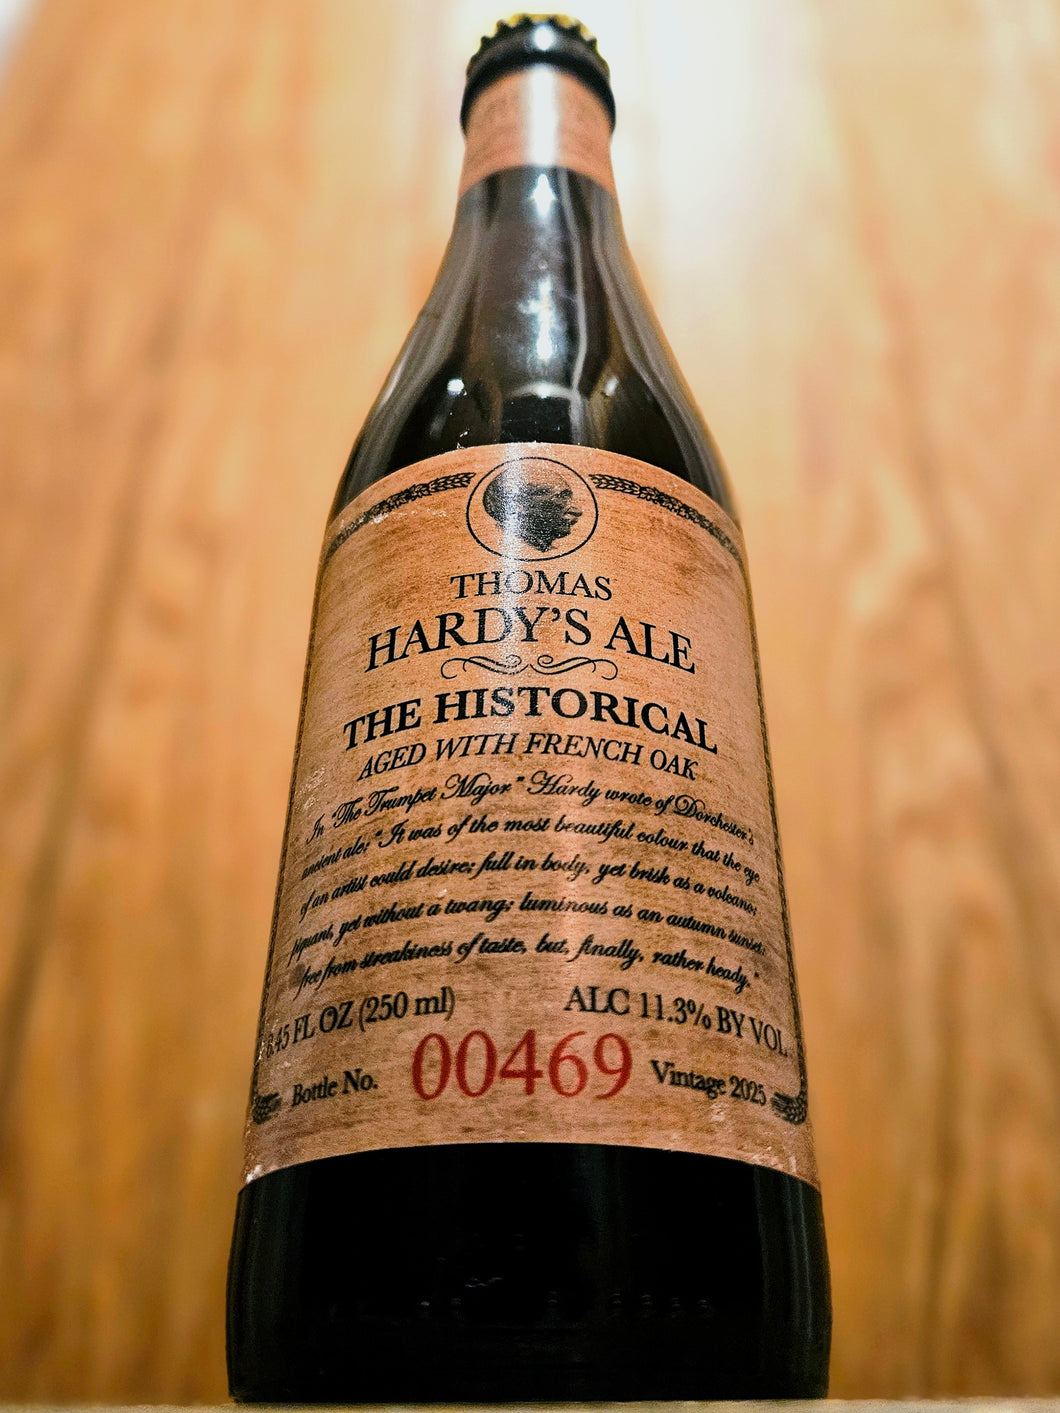 THOMAS
HARDY'S ALE
THE HISTORICAL
AGED WITH FRENCH OAK
In "The Trumpet Major" Hardy wrote of Dorchester's
ancient ale: "It was of the most beautiful colour that the eye
of an artist could desire; full in body, yet brisk as a volcano;
piquant, yet without a twang; luminous as an autumn sunset;
free from streakiness of taste, but, finally, rather heady."
8.45 FL OZ (250 ml) ALC 11.3% BY VOL.
Bottle No. 00469 Vintage 2025